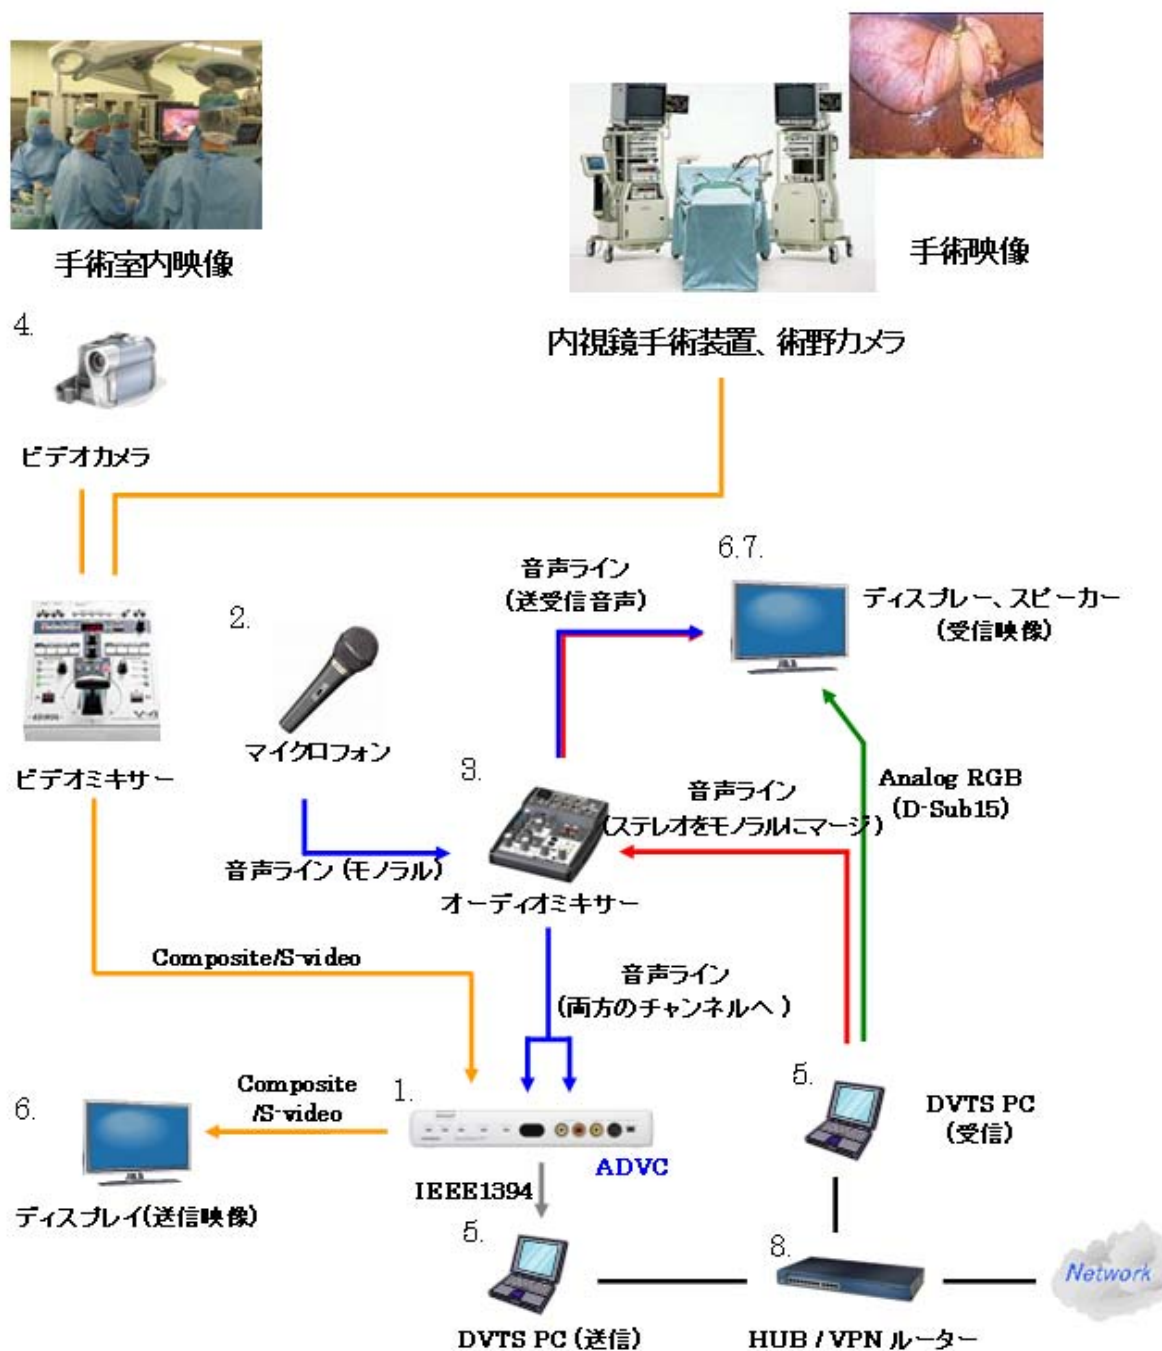 手術室内映像
手術映像
内視鏡手術装置、術野カメラ
4.
ビデオカメラ
6.7.
音声ライン
(送受信音声)
ディスプレー、スピーカー
(受信映像)
2.
マイクロフォン
ビデオミキサー
V-4
3.
音声ライン
(ステレオをモノラルにマージ)
Analog RGB
(D-Sub15)
音声ライン (モノラル)
オーディオミキサー
Composite/S-video
音声ライン
(両方のチャンネルへ)
5.
DVTS PC
(受信)
Composite
/S-video
1.
6.
ADVC
IEEE1394
ディスプレイ(送信映像)
5.
8.
Network
DVTS PC (送信)
HUB / VPN ルーター